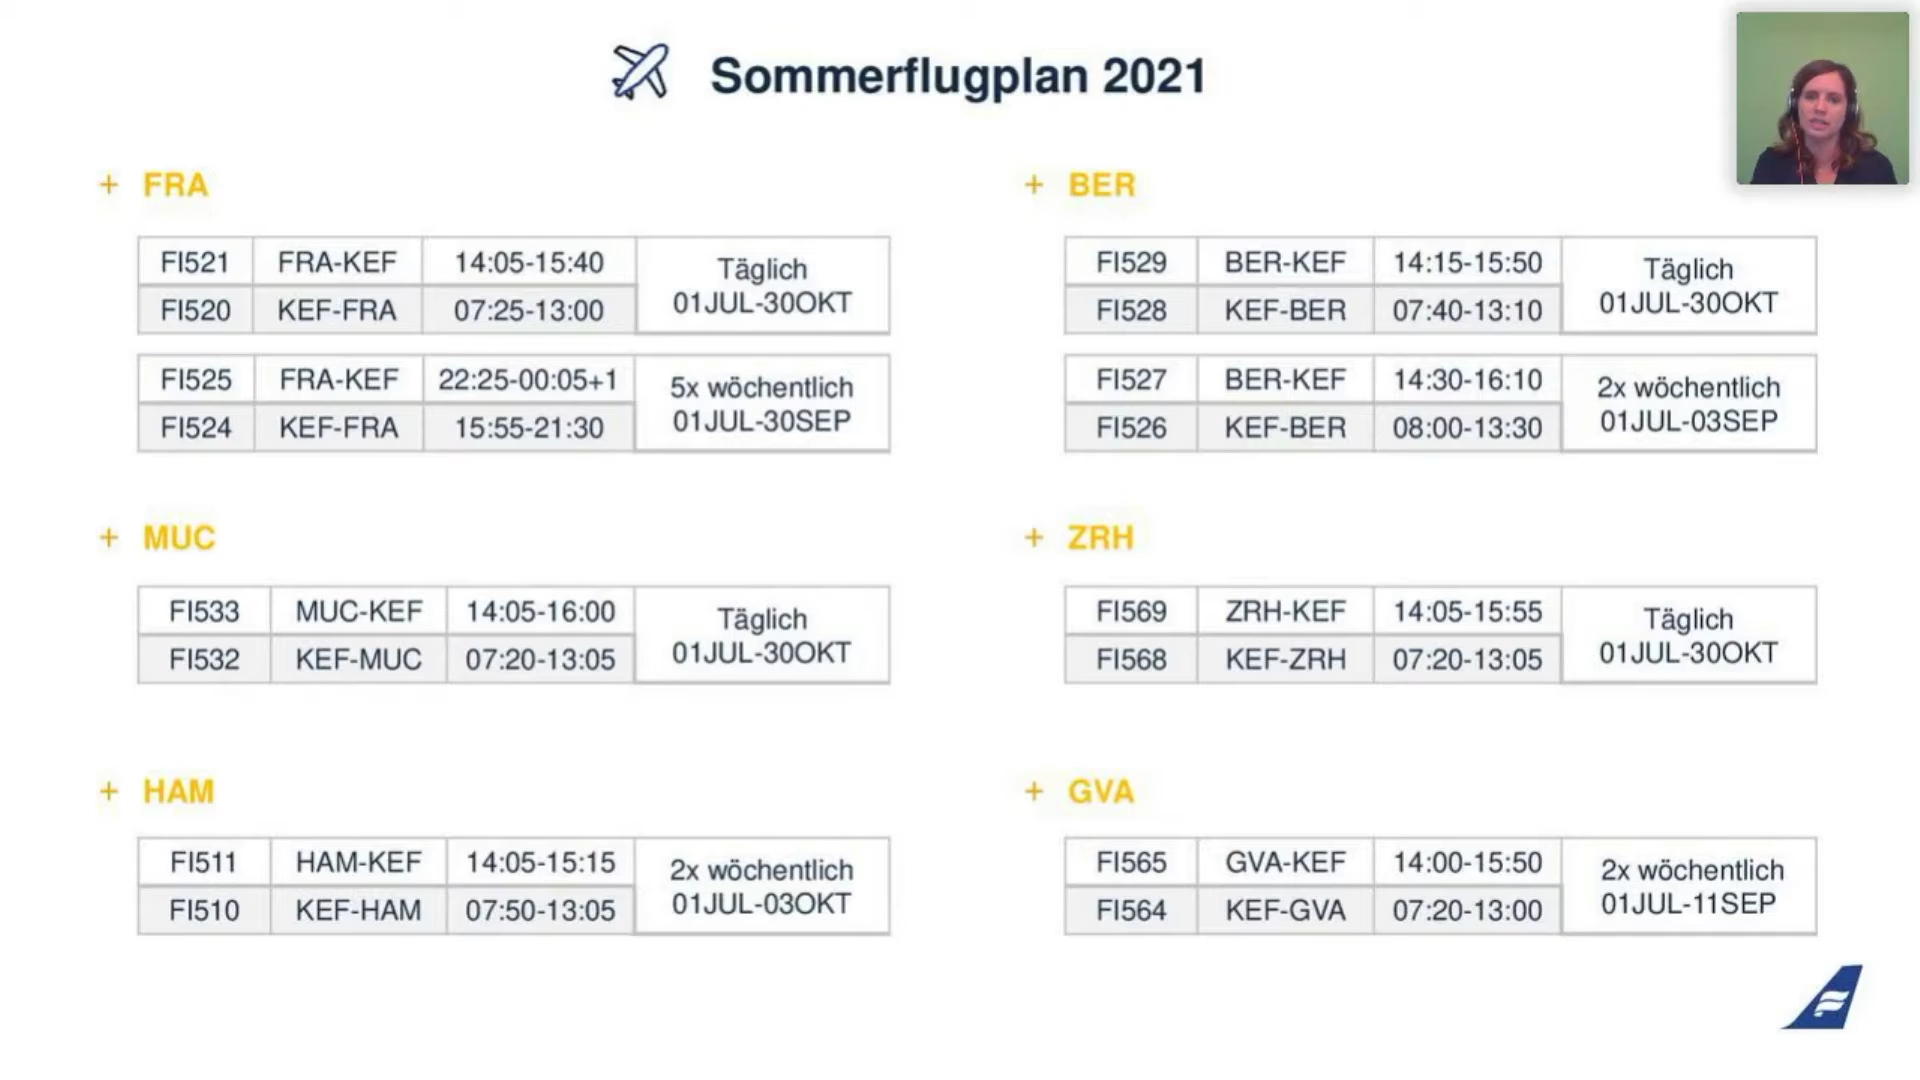 Sommerflugplan 2021
+ FRA
FI521 FRA-KEF 14:05-15:40 Täglich 01JUL-30OKT
FI520 KEF-FRA 07:25-13:00
FI525 FRA-KEF 22:25-00:05+1 5x wöchentlich 01JUL-30SEP
FI524 KEF-FRA 15:55-21:30
+ BER
FI529 BER-KEF 14:15-15:50 Täglich 01JUL-30OKT
FI528 KEF-BER 07:40-13:10
FI527 BER-KEF 14:30-16:10 2x wöchentlich 01JUL-03SEP
FI526 KEF-BER 08:00-13:30
+ MUC
FI533 MUC-KEF 14:05-16:00 Täglich 01JUL-30OKT
FI532 KEF-MUC 07:20-13:05
+ ZRH
FI569 ZRH-KEF 14:05-15:55 Täglich 01JUL-30OKT
FI568 KEF-ZRH 07:20-13:05
+ HAM
FI511 HAM-KEF 14:05-15:15 2x wöchentlich 01JUL-03OKT
FI510 KEF-HAM 07:50-13:05
+ GVA
FI565 GVA-KEF 14:00-15:50 2x wöchentlich 01JUL-11SEP
FI564 KEF-GVA 07:20-13:00